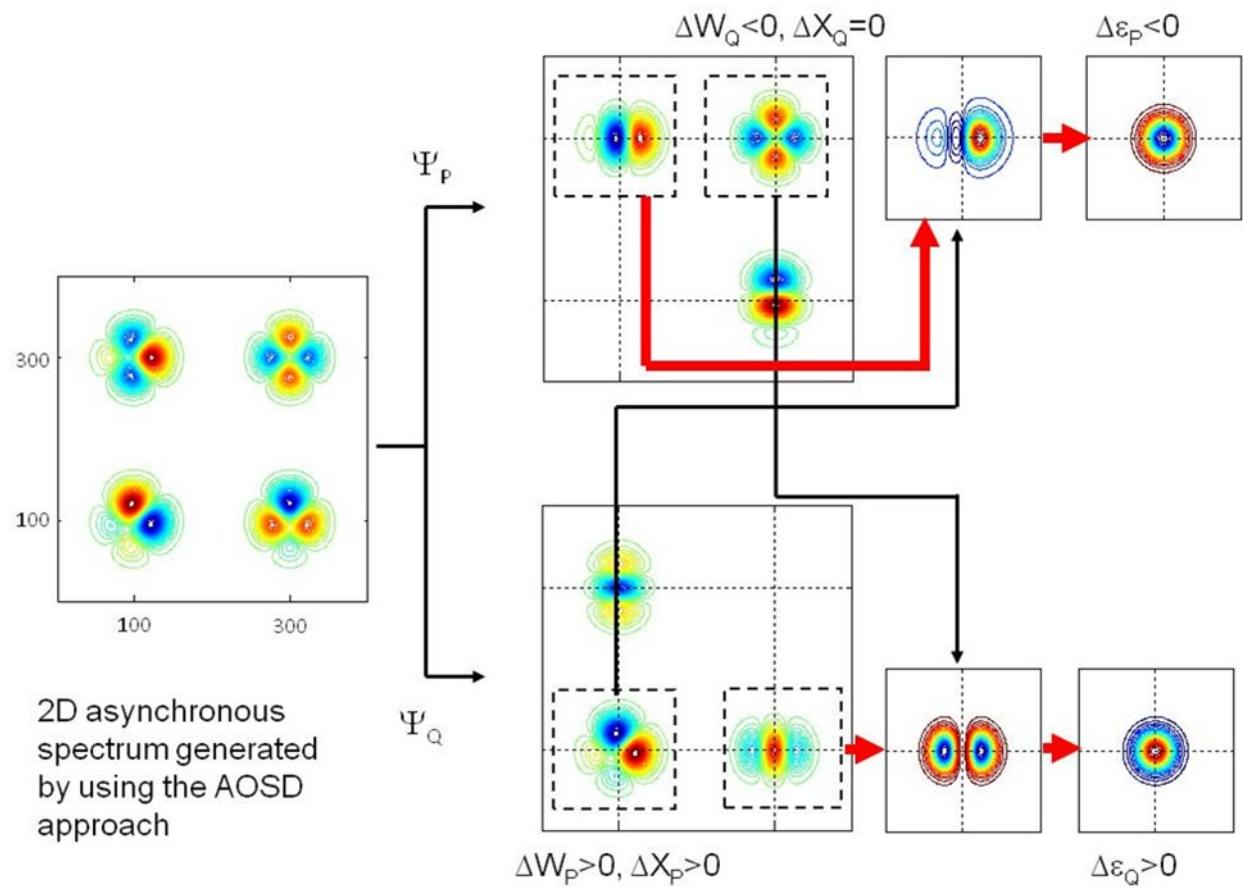 ΔW_Q<0, ΔX_Q=0
Δε_P<0
Ψ_P
300
100
100 300
2D asynchronous
spectrum generated
by using the AOSD
approach
Ψ_Q
ΔW_P>0, ΔX_P>0
Δε_Q>0